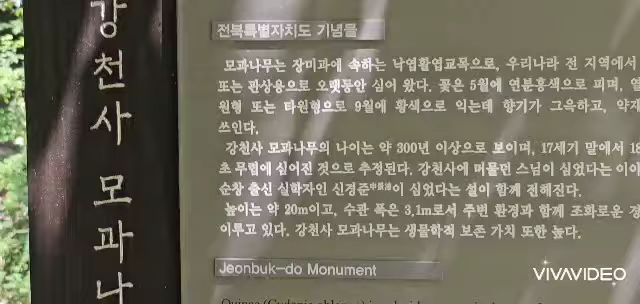 강천사 모과나
전북특별자치도 기념물
모과나무는 장미과에 속하는 낙엽활엽교목으로, 우리나라 전 지역에서
또는 관상용으로 오랫동안 심어 왔다. 꽃은 5월에 연분홍색으로 피며, 열
원형 또는 타원형으로 9월에 황색으로 익는데 향기가 그윽하고, 약자
쓰인다.
강천사 모과나무의 나이는 약 300년 이상으로 보이며, 17세기 말에서 18
초 무렵에 심어진 것으로 추정된다. 강천사에 머물던 스님이 심었다는 이야
순창 출신 실학자인 신경준이 심었다는 설이 함께 전해진다.
높이는 약 20m이고, 수관 폭은 3.1m로서 주변 환경과 함께 조화로운 경
이루고 있다. 강천사 모과나무는 생물학적 보존 가치 또한 높다.
Jeonbuk-do Monument
VIVAVIDEO